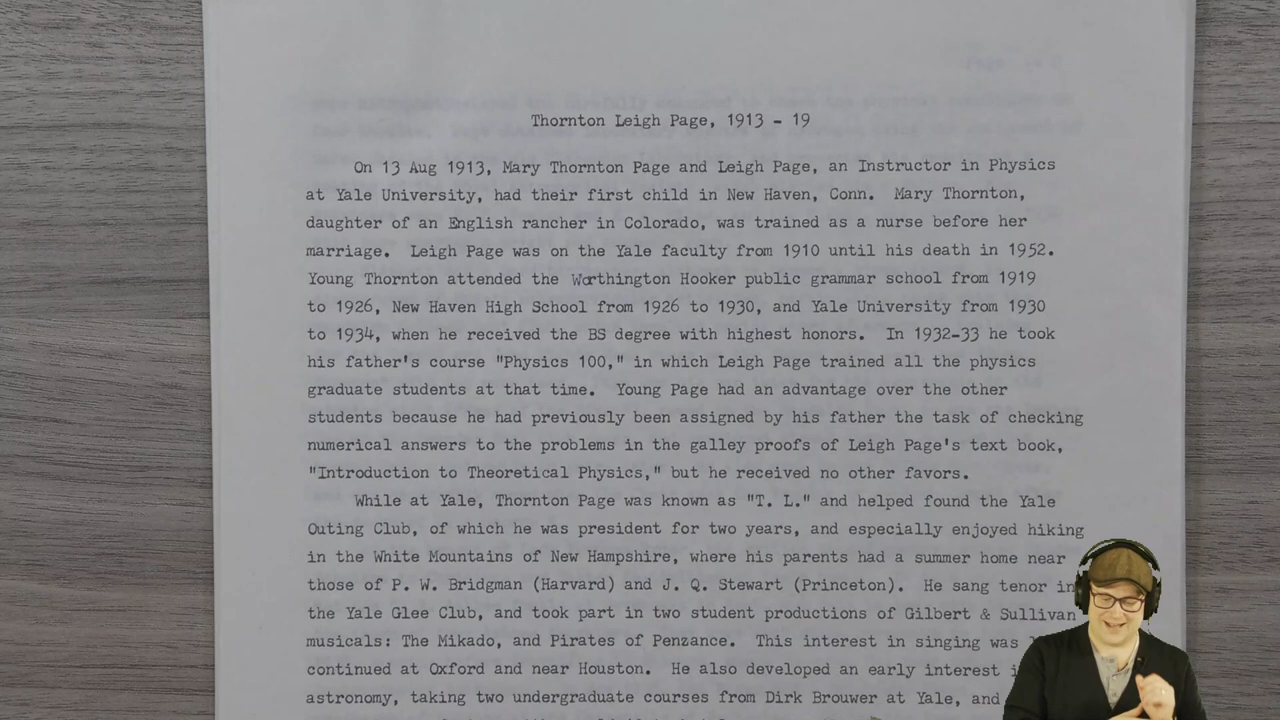 Thornton Leigh Page, 1913 - 19
On 13 Aug 1913, Mary Thornton Page and Leigh Page, an Instructor in Physics
at Yale University, had their first child in New Haven, Conn. Mary Thornton,
daughter of an English rancher in Colorado, was trained as a nurse before her
marriage. Leigh Page was on the Yale faculty from 1910 until his death in 1952.
Young Thornton attended the Worthington Hooker public grammar school from 1919
to 1926, New Haven High School from 1926 to 1930, and Yale University from 1930
to 1934, when he received the BS degree with highest honors. In 1932-33 he took
his father's course "Physics 100," in which Leigh Page trained all the physics
graduate students at that time. Young Page had an advantage over the other
students because he had previously been assigned by his father the task of checking
numerical answers to the problems in the galley proofs of Leigh Page's text book,
"Introduction to Theoretical Physics," but he received no other favors.
While at Yale, Thornton Page was known as "T. L." and helped found the Yale
Outing Club, of which he was president for two years, and especially enjoyed hiking
in the White Mountains of New Hampshire, where his parents had a summer home near
those of P. W. Bridgman (Harvard) and J. Q. Stewart (Princeton). He sang tenor in
the Yale Glee Club, and took part in two student productions of Gilbert & Sullivan
musicals: The Mikado, and Pirates of Penzance. This interest in singing was
continued at Oxford and near Houston. He also developed an early interest
astronomy, taking two undergraduate courses from Dirk Brouwer at Yale, and